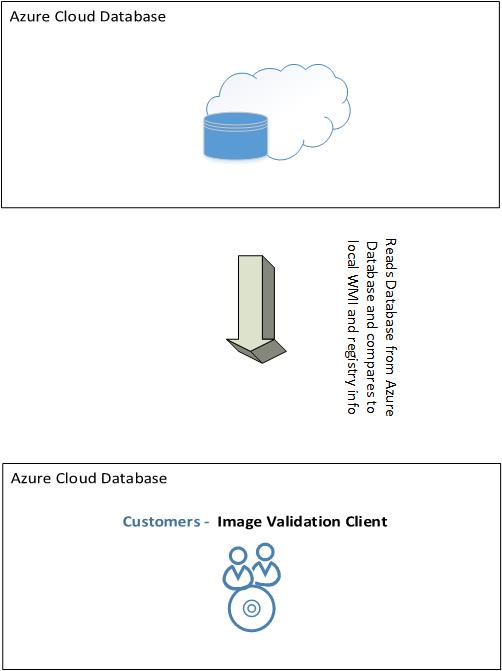 Azure Cloud Database
Reads Database from Azure
Database and compares to
local WMI and registry info
Azure Cloud Database
Customers - Image Validation Client